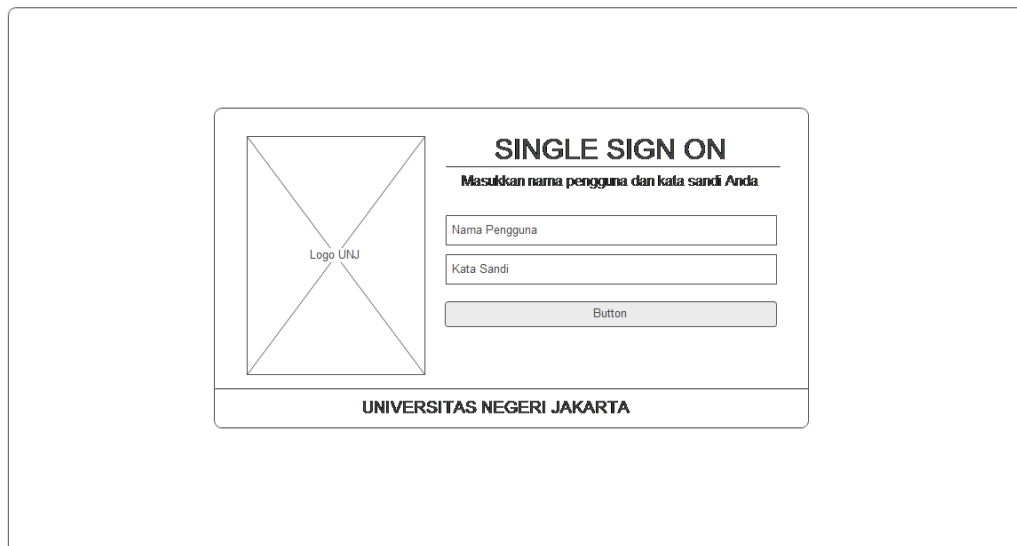 SINGLE SIGN ON
Masukkan nama pengguna dan kata sandi Anda
Logo UNJ
Nama Pengguna
Kata Sandi
Button
UNIVERSITAS NEGERI JAKARTA